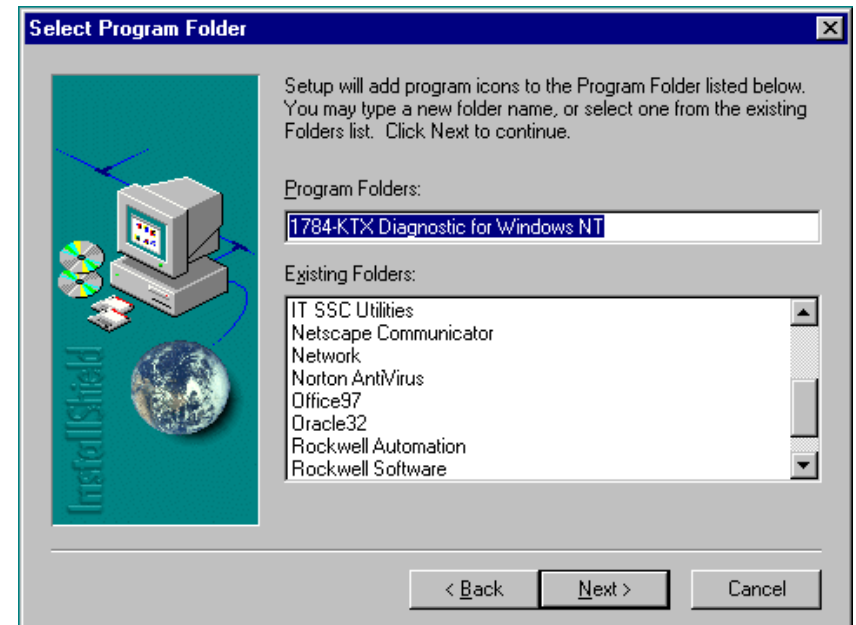 Select Program Folder
Setup will add program icons to the Program Folder listed below.
You may type a new folder name, or select one from the existing
Folders list.  Click Next to continue.
Program Folders:
1784-KTX Diagnostic for Windows NT
Existing Folders:
IT SSC Utilities
Netscape Communicator
Network
Norton AntiVirus
Office97
Oracle32
Rockwell Automation
Rockwell Software
InstallShield
< Back
Next >
Cancel